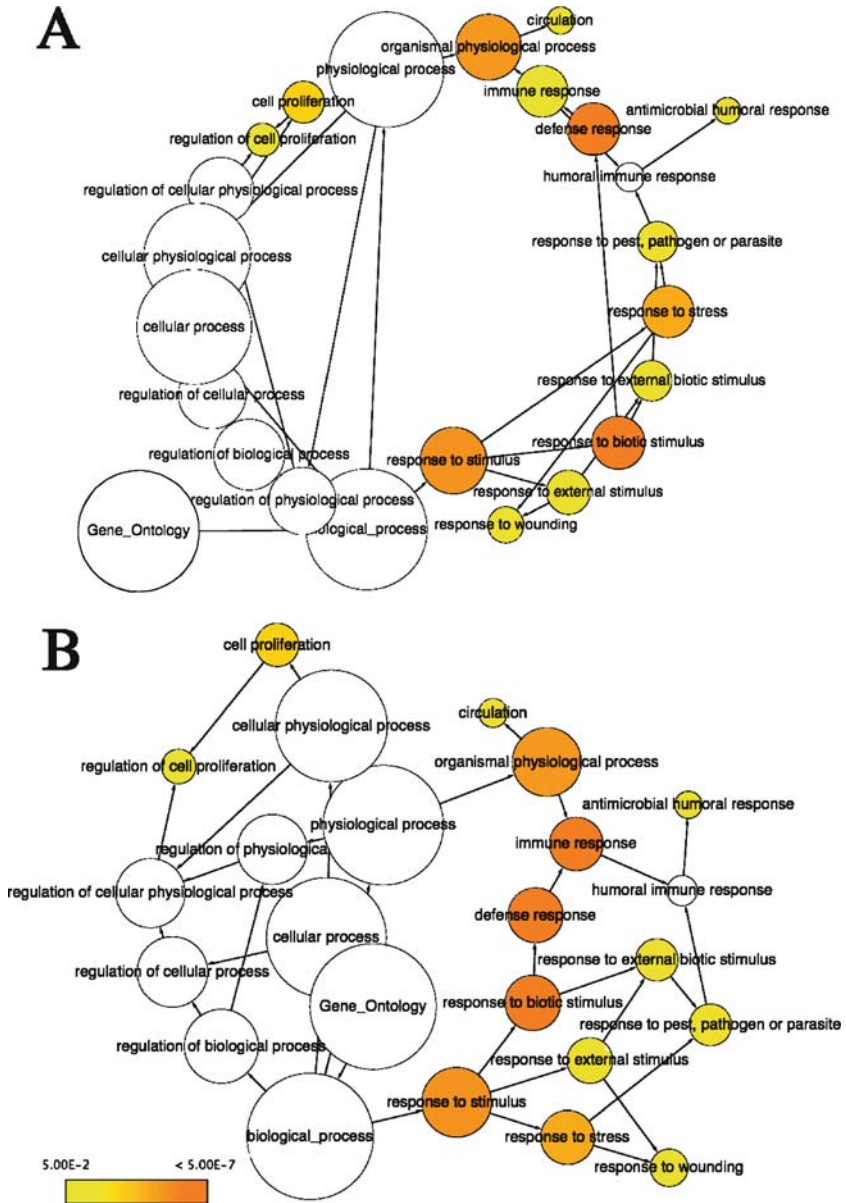 A
circulation
organismal physiological process
physiological process
immune response
cell proliferation
antimicrobial humoral response
defense response
regulation of cell proliferation
humoral immune response
regulation of cellular physiological process
response to pest, pathogen or parasite
cellular physiological process
response to stress
cellular process
response to external biotic stimulus
regulation of cellular process
response to biotic stimulus
regulation of biological process
response to stimulus
response to external stimulus
regulation of physiological process
response to wounding
Gene_Ontology
iological_process
B
cell proliferation
circulation
cellular physiological process
organismal physiological process
regulation of cell proliferation
antimicrobial humoral response
physiological process
immune response
regulation of physiological
humoral immune response
regulation of cellular physiological process
defense response
cellular process
response to external biotic stimulus
regulation of cellular process
Gene_Ontology
response to biotic stimulus
response to pest, pathogen or parasite
regulation of biological process
response to external stimulus
response to stimulus
biological_process
response to stress
response to wounding
5.00E-2 < 5.00E-7